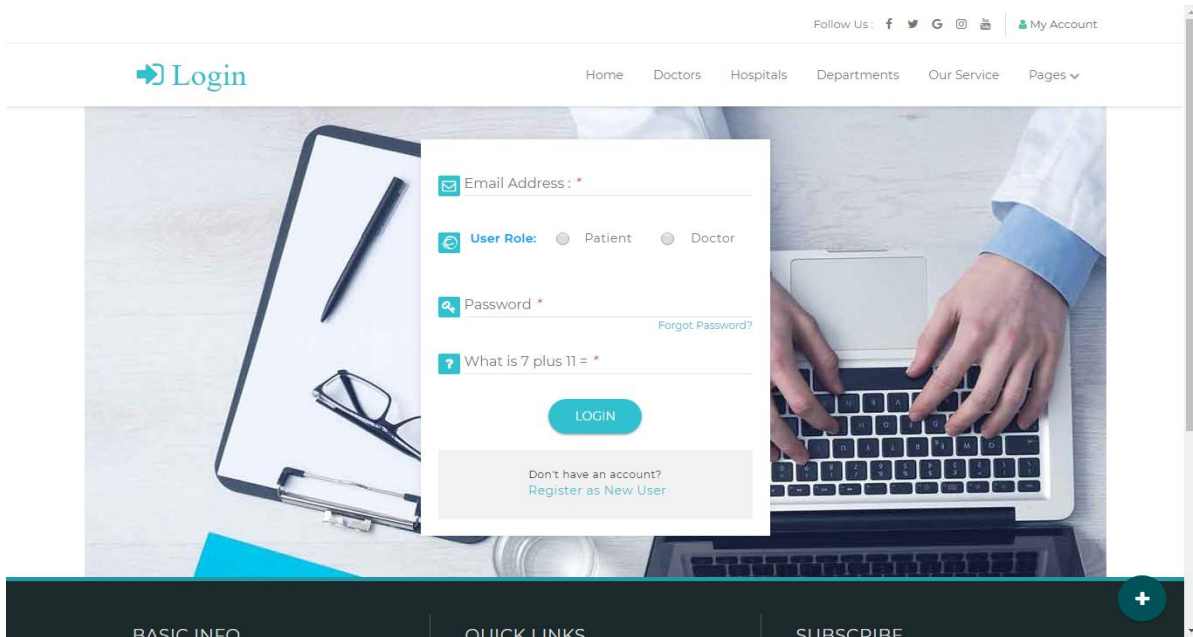 Follow Us :
My Account
Login
Home Doctors Hospitals Departments Our Service Pages
Email Address : *
User Role: Patient Doctor
Password *
Forgot Password?
What is 7 plus 11 = *
LOGIN
Don't have an account?
Register as New User
BASIC INFO QUICK LINKS SUBSCRIBE